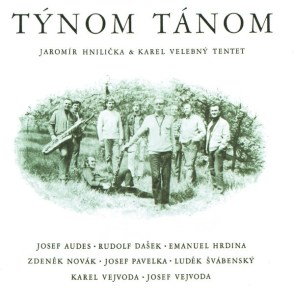 TÝNOM TÁNOM
JAROMÍR HNILIČKA & KAREL VELEBNÝ TENTET
JOSEF AUDES · RUDOLF DAŠEK · EMANUEL HRDINA
ZDENĚK NOVÁK · JOSEF PAVELKA · LUDĚK ŠVÁBENSKÝ
KAREL VEJVODA · JOSEF VEJVODA